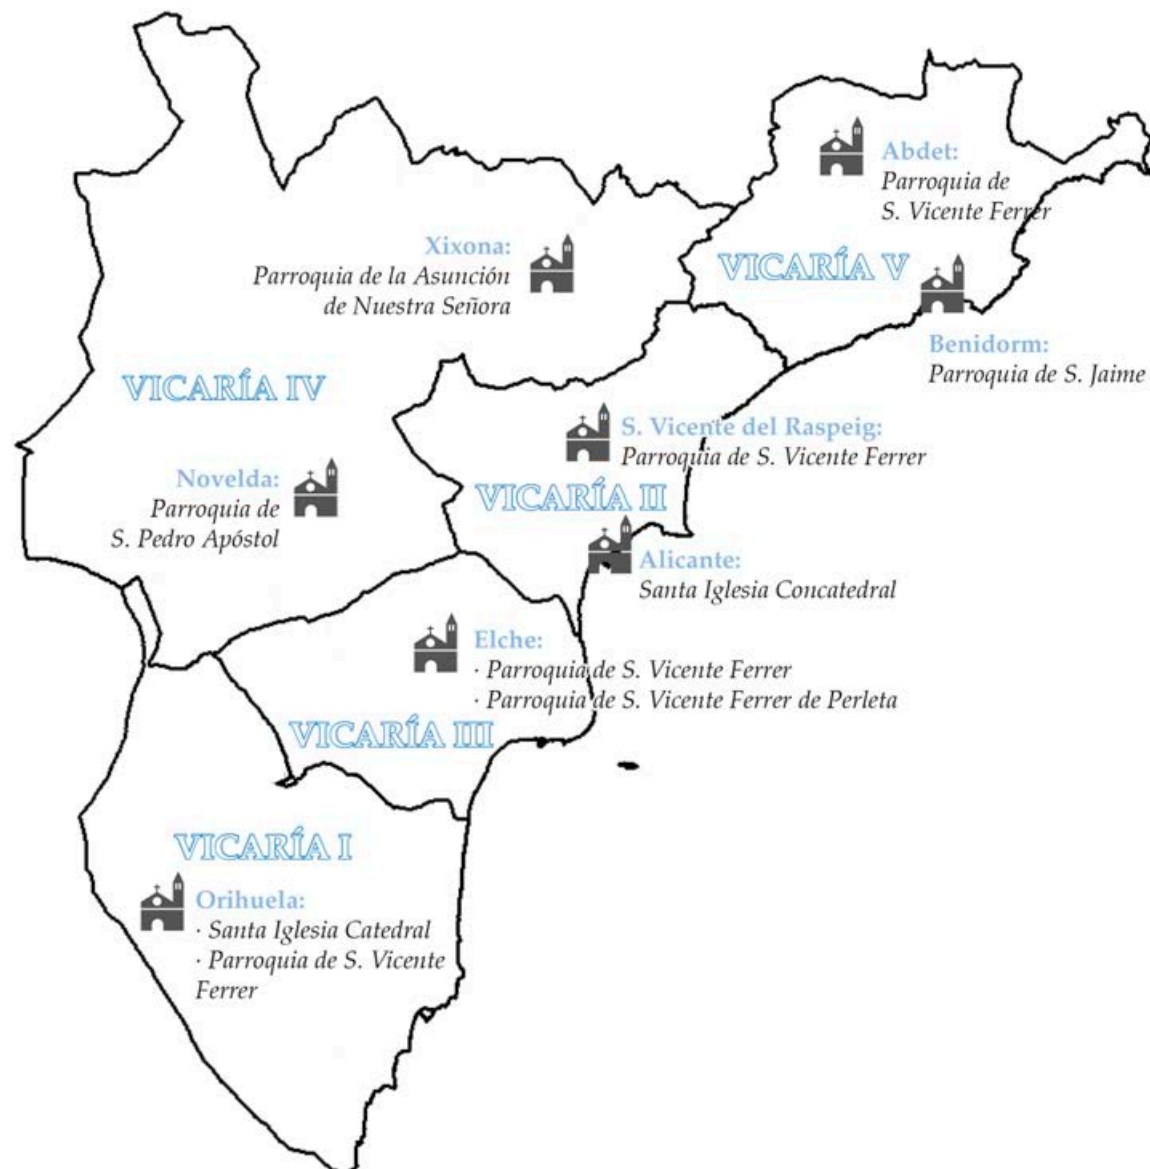 Abdet:
Parroquia de
S. Vicente Ferrer
Xixona:
Parroquia de la Asunción
de Nuestra Señora
VICARÍA V
Benidorm:
Parroquia de S. Jaime
VICARÍA IV
S. Vicente del Raspeig:
Parroquia de S. Vicente Ferrer
Novelda:
Parroquia de
S. Pedro Apóstol
VICARÍA II
Alicante:
Santa Iglesia Concatedral
Elche:
· Parroquia de S. Vicente Ferrer
· Parroquia de S. Vicente Ferrer de Perleta
VICARÍA III
VICARÍA I
Orihuela:
· Santa Iglesia Catedral
· Parroquia de S. Vicente
Ferrer